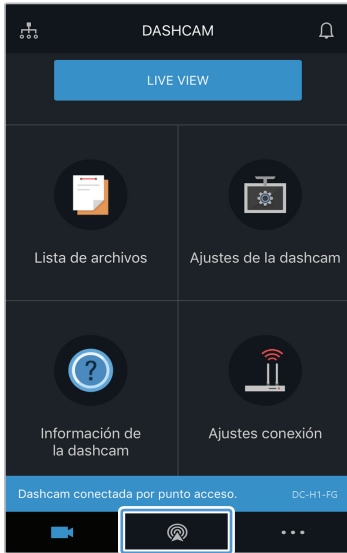 DASHCAM
LIVE VIEW
Lista de archivos
Ajustes de la dashcam
Información de
la dashcam
Ajustes conexión
Dashcam conectada por punto acceso.
DC-H1-FG